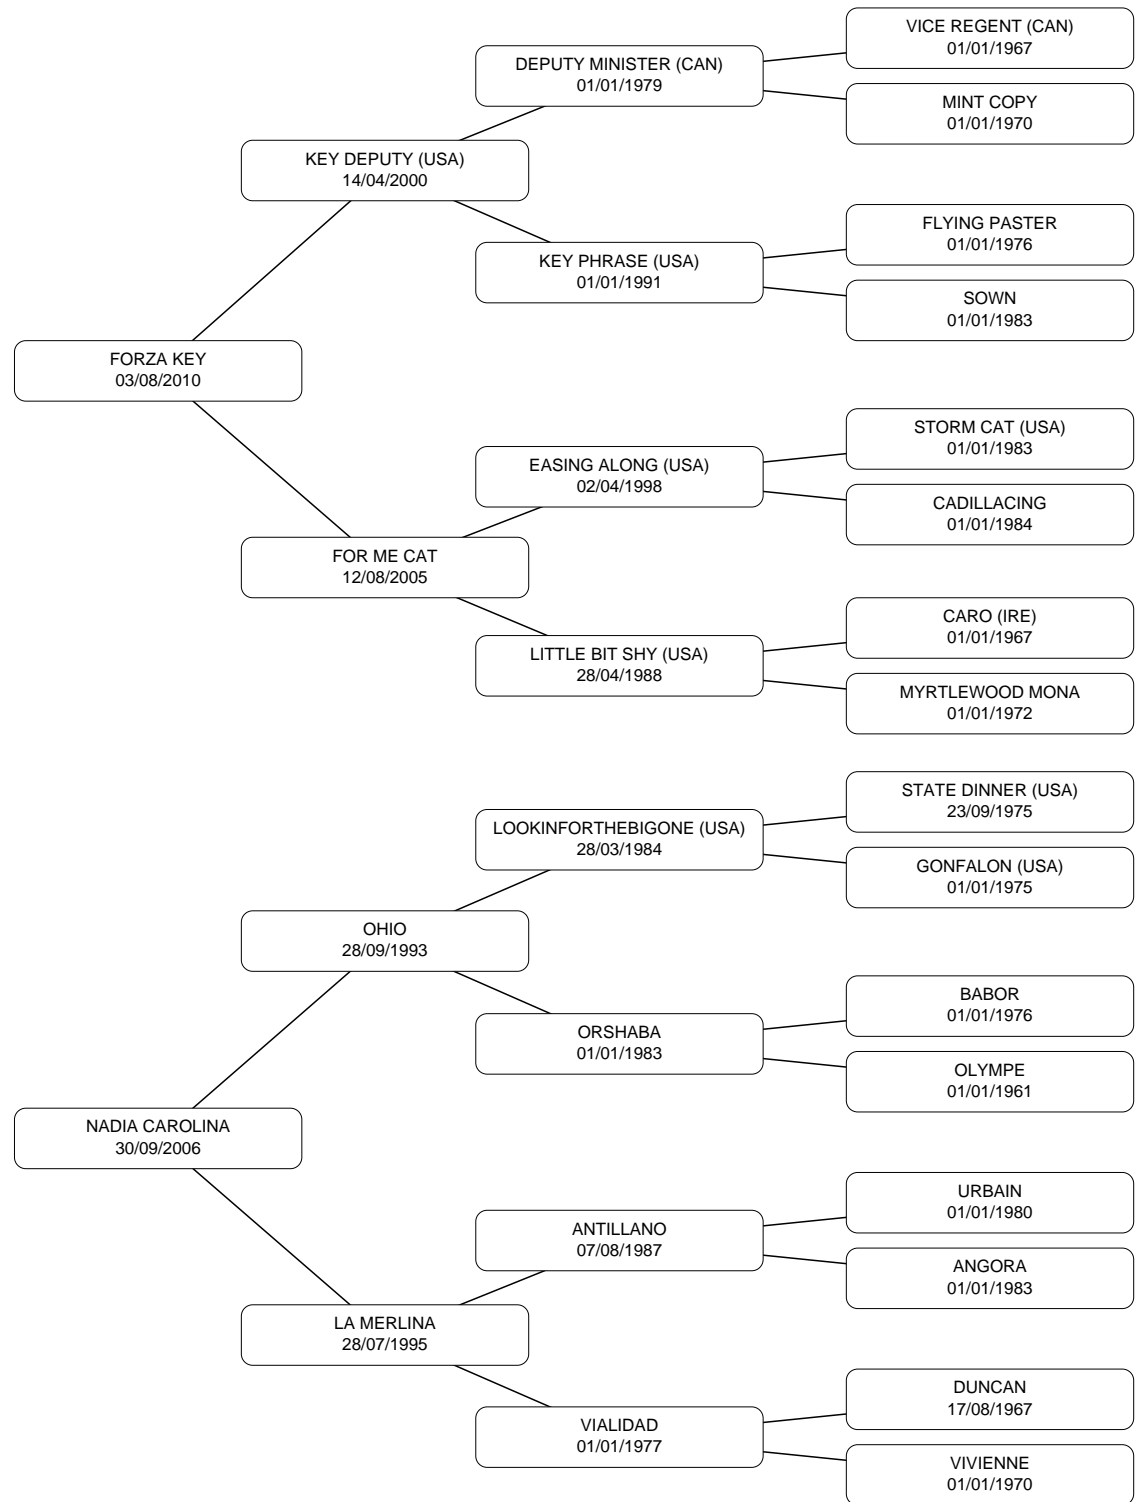 VICE REGENT (CAN)
01/01/1967
DEPUTY MINISTER (CAN)
01/01/1979
MINT COPY
01/01/1970
KEY DEPUTY (USA)
14/04/2000
FLYING PASTER
01/01/1976
KEY PHRASE (USA)
01/01/1991
SOWN
01/01/1983
FORZA KEY
03/08/2010
STORM CAT (USA)
01/01/1983
EASING ALONG (USA)
02/04/1998
CADILLACING
01/01/1984
FOR ME CAT
12/08/2005
CARO (IRE)
01/01/1967
LITTLE BIT SHY (USA)
28/04/1988
MYRTLEWOOD MONA
01/01/1972
STATE DINNER (USA)
23/09/1975
LOOKINFORTHEBIGONE (USA)
28/03/1984
GONFALON (USA)
01/01/1975
OHIO
28/09/1993
BABOR
01/01/1976
ORSHABA
01/01/1983
OLYMPE
01/01/1961
NADIA CAROLINA
30/09/2006
URBAIN
01/01/1980
ANTILLANO
07/08/1987
ANGORA
01/01/1983
LA MERLINA
28/07/1995
DUNCAN
17/08/1967
VIALIDAD
01/01/1977
VIVIENNE
01/01/1970